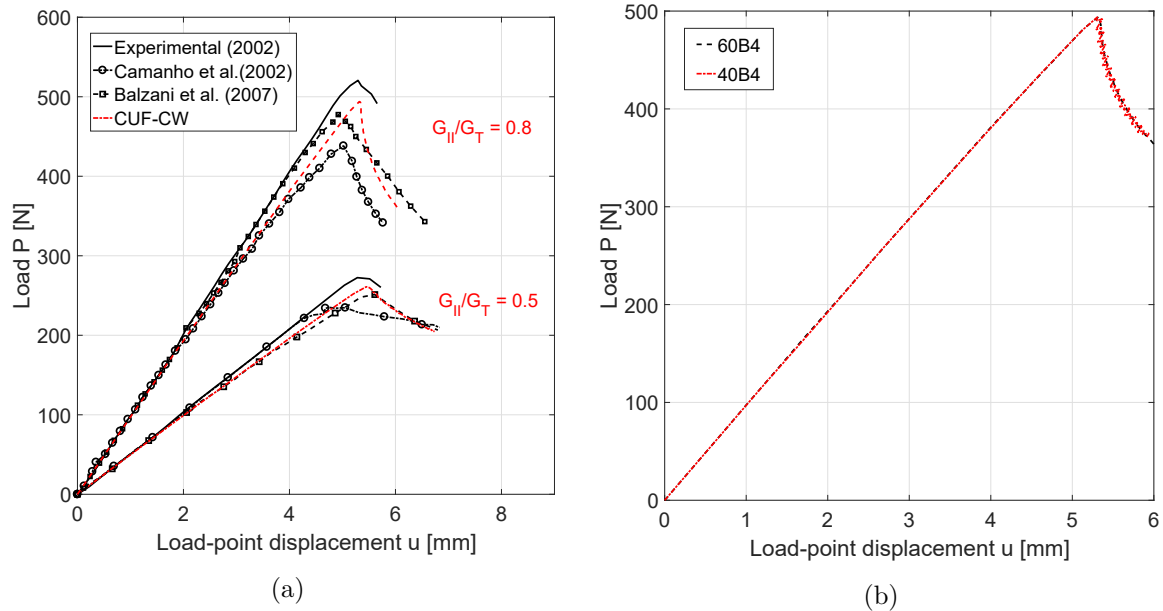 600
500
400
300
200
100
0
Load P [N]
Experimental (2002)
Camanho et al.(2002)
Balzani et al. (2007)
CUF-CW
G_II/G_T = 0.8
G_II/G_T = 0.5
0 2 4 6 8
Load-point displacement u [mm]
(a)
500
400
300
200
100
0
Load P [N]
60B4
40B4
0 1 2 3 4 5 6
Load-point displacement u [mm]
(b)